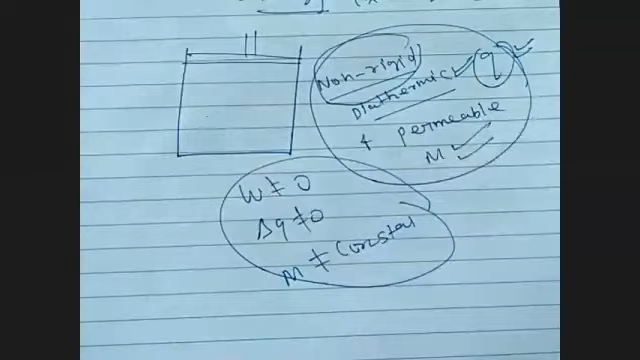 Non-rigid
Diathermic q
+ permeable
M
W ≠ 0
Δq ≠ 0
M ≠ Constant